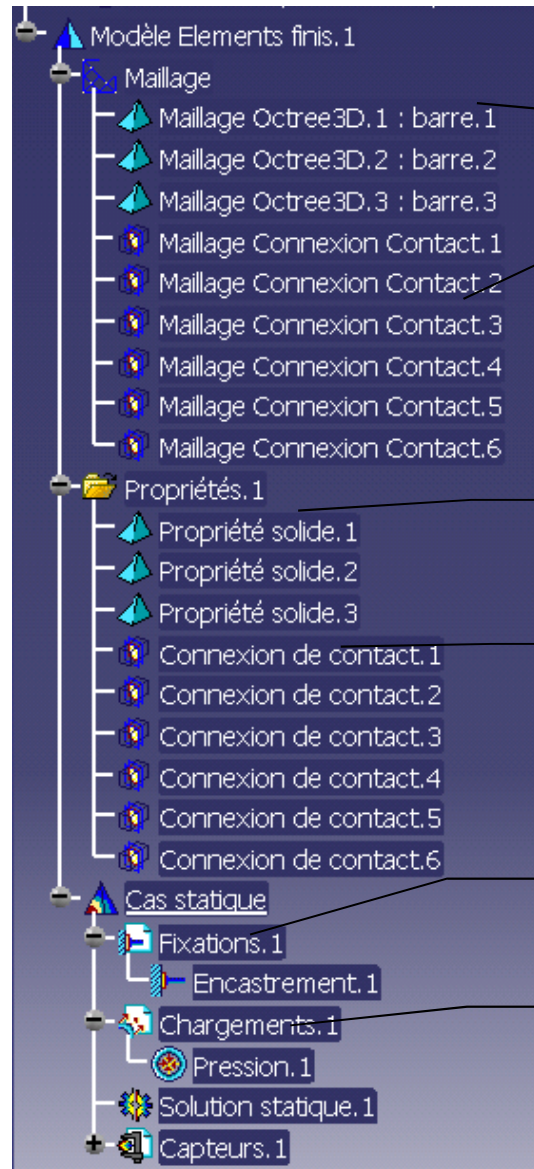 Modèle Elements finis.1
Maillage
Maillage Octree3D.1 : barre.1
Maillage Octree3D.2 : barre.2
Maillage Octree3D.3 : barre.3
Maillage Connexion Contact.1
Maillage Connexion Contact.2
Maillage Connexion Contact.3
Maillage Connexion Contact.4
Maillage Connexion Contact.5
Maillage Connexion Contact.6
Propriétés.1
Propriété solide.1
Propriété solide.2
Propriété solide.3
Connexion de contact.1
Connexion de contact.2
Connexion de contact.3
Connexion de contact.4
Connexion de contact.5
Connexion de contact.6
Cas statique
Fixations.1
Encastrement.1
Chargements.1
Pression.1
Solution statique.1
Capteurs.1